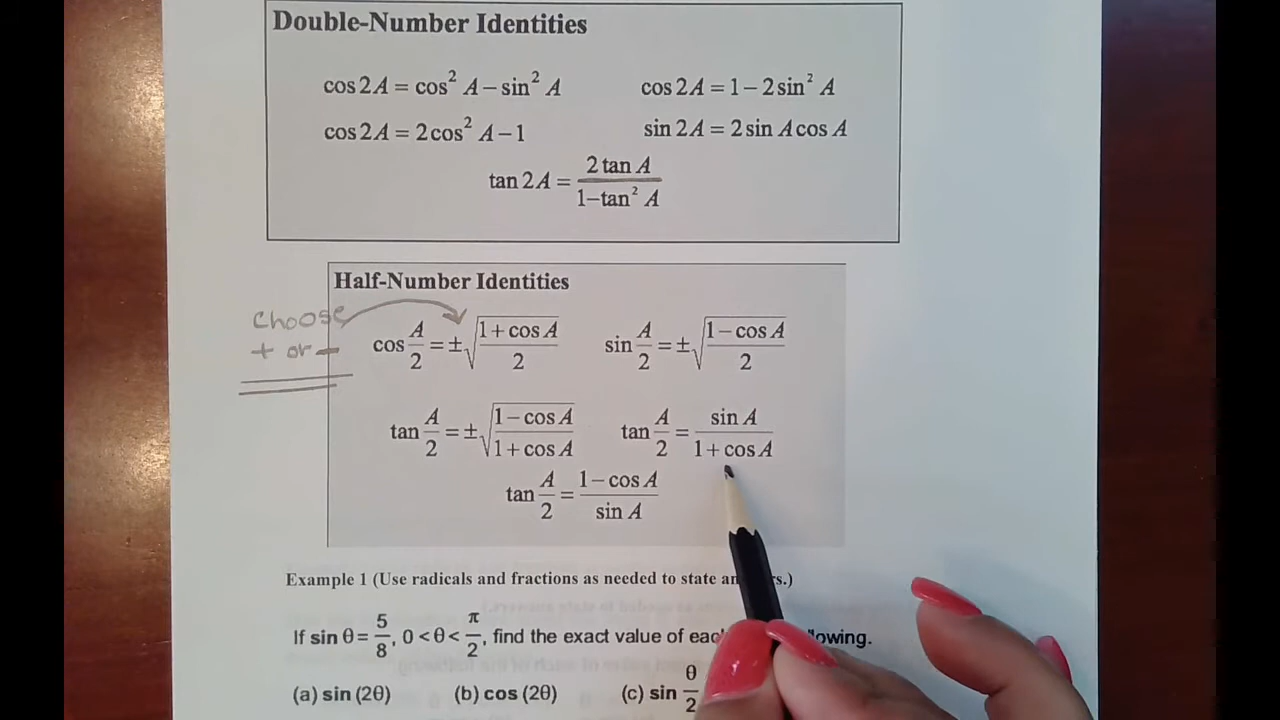 Double-Number Identities
cos 2A = cos² A − sin² A    cos 2A = 1 − 2 sin² A
cos 2A = 2 cos² A − 1    sin 2A = 2 sin A cos A
tan 2A = 2 tan A / 1−tan² A
Half-Number Identities
choose
+ or −
cos A/2 = ±√(1 + cos A / 2)    sin A/2 = ±√(1 − cos A / 2)
tan A/2 = ±√(1 − cos A / 1 + cos A)    tan A/2 = sin A / 1 + cos A
tan A/2 = 1 − cos A / sin A
Example 1 (Use radicals and fractions as needed to state
If sin θ = 5/8, 0 < θ < π/2, find the exact value of
(a) sin (2θ)    (b) cos (2θ)    (c) sin θ/2